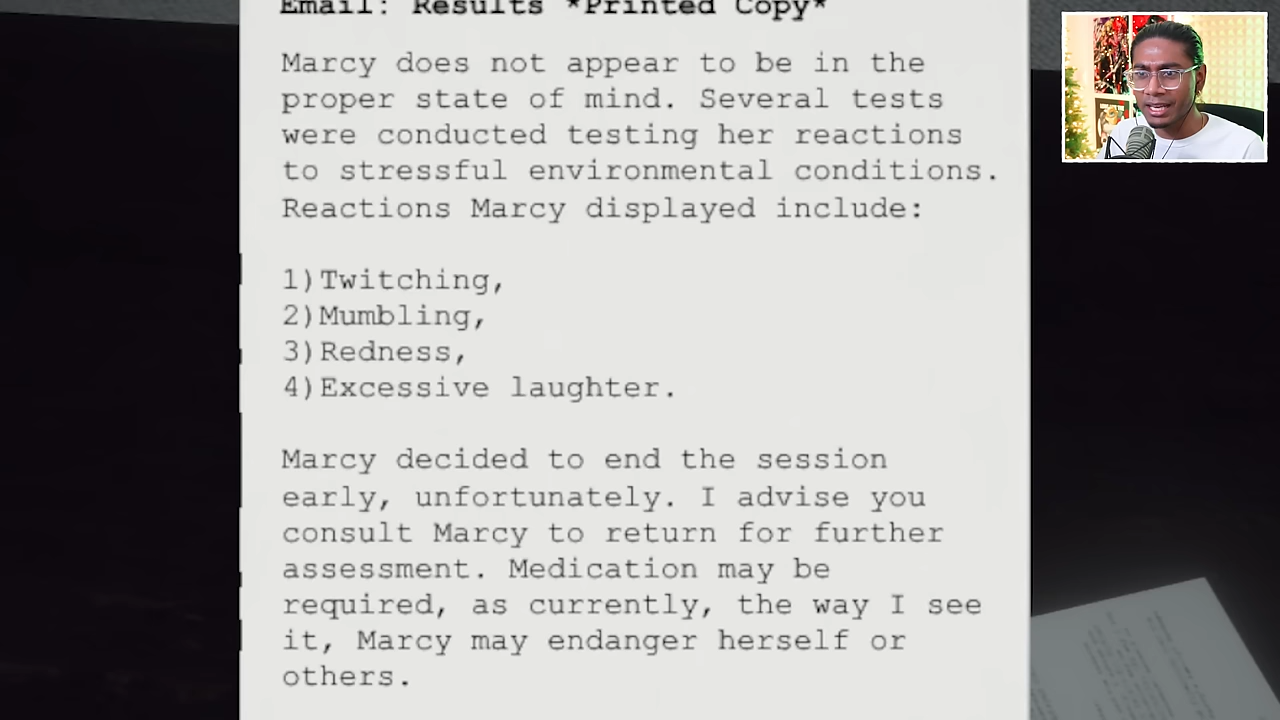 Email: Results *Printed Copy*
Marcy does not appear to be in the
proper state of mind. Several tests
were conducted testing her reactions
to stressful environmental conditions.
Reactions Marcy displayed include:
1)Twitching,
2)Mumbling,
3)Redness,
4)Excessive laughter.
Marcy decided to end the session
early, unfortunately. I advise you
consult Marcy to return for further
assessment. Medication may be
required, as currently, the way I see
it, Marcy may endanger herself or
others.